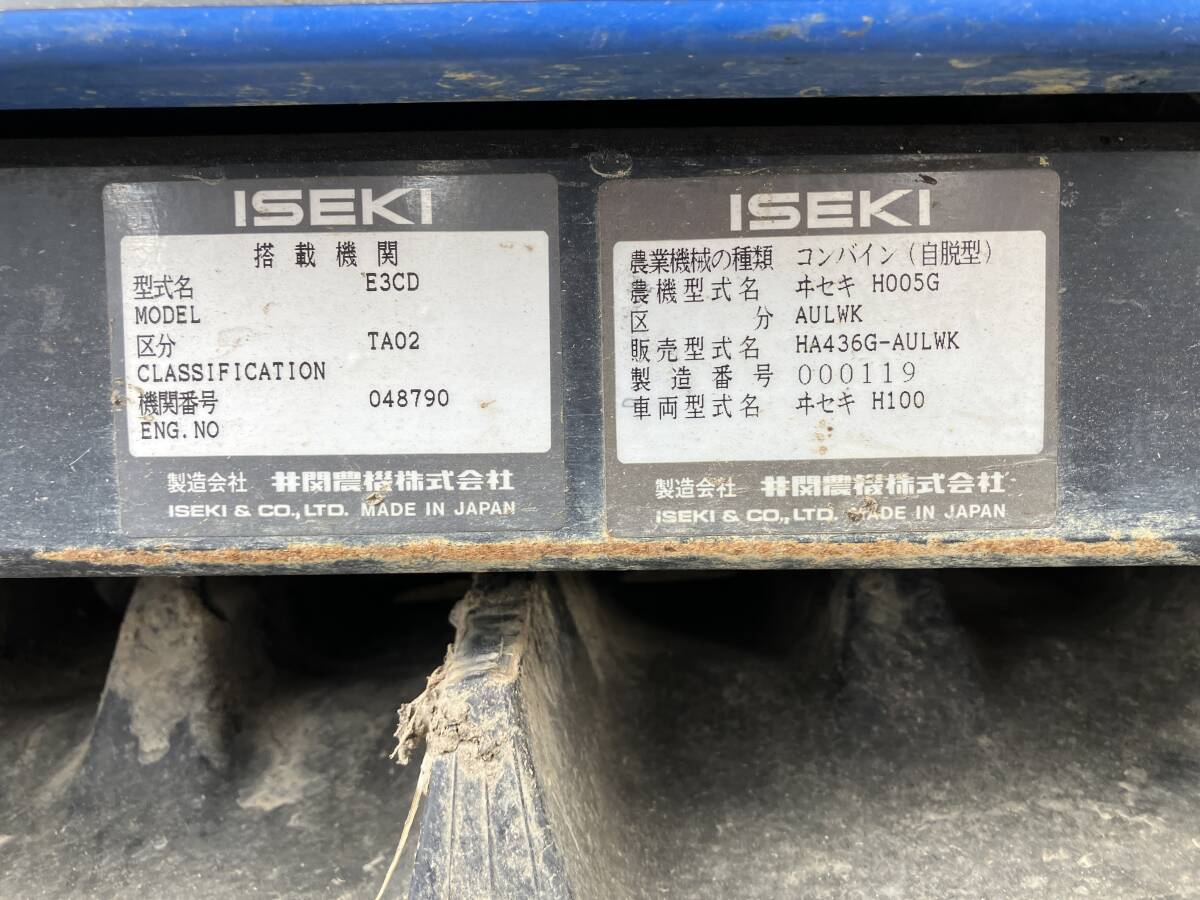 ISEKI
搭載機関
型式名 E3CD
MODEL
区分 TA02
CLASSIFICATION
機関番号 048790
ENG.NO
製造会社 井関農機株式会社
ISEKI & CO.,LTD. MADE IN JAPAN
ISEKI
農業機械の種類 コンバイン(自脱型)
農機型式名 ヰセキ H005G
区分 AULWK
販売型式名 HA436G-AULWK
製造番号 000119
車両型式名 ヰセキ H100
製造会社 井関農機株式会社
ISEKI & CO.,LTD. MADE IN JAPAN